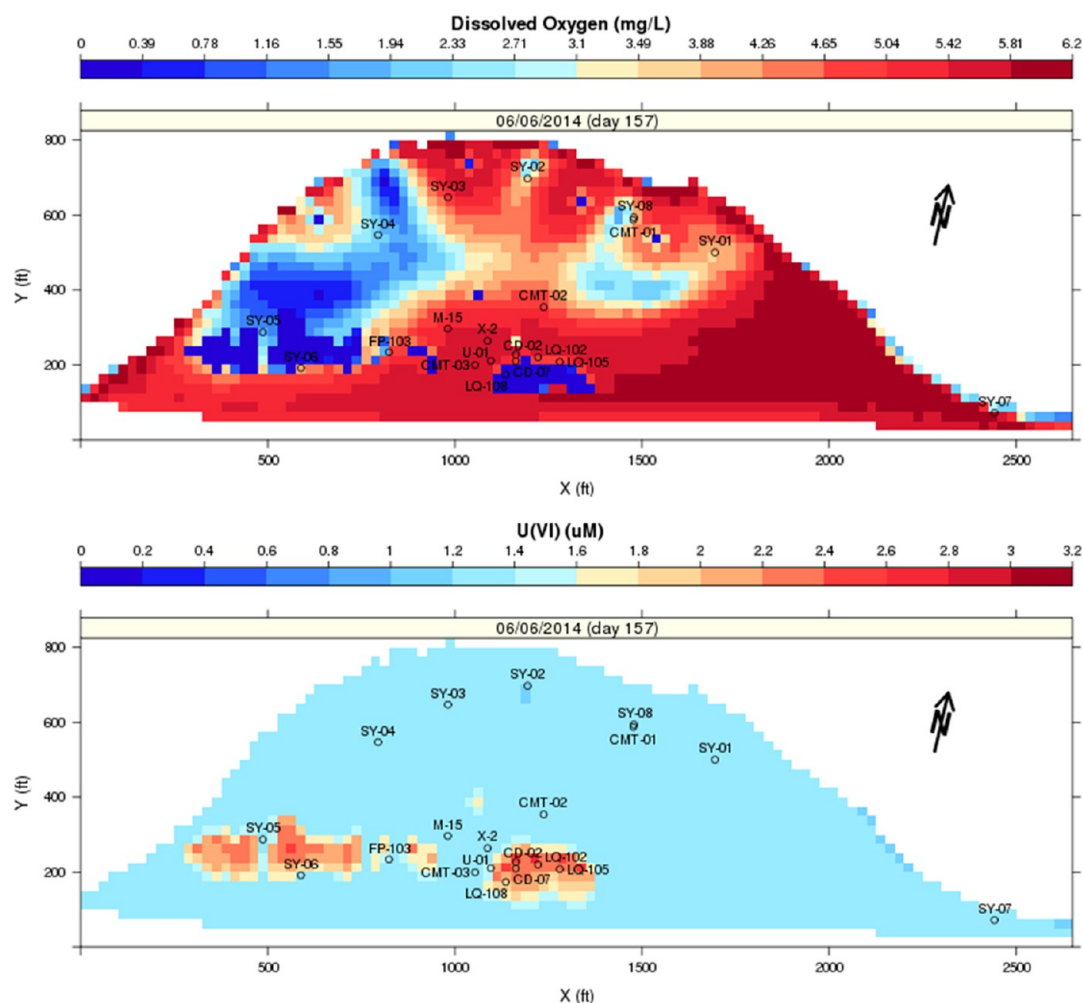 Dissolved Oxygen (mg/L)
0 0.39 0.78 1.16 1.55 1.94 2.33 2.71 3.1 3.49 3.88 4.26 4.65 5.04 5.42 5.81 6.2
06/06/2014 (day 157)
800
SY-02
SY-03
SY-08
600
N
SY-04
CMT-01
SY-01
Y (ft)
400
CMT-02
M-15
SY-05
X-2
FP-103
CD-02
U-01
LQ-102
200
SY-06
CMT-03
CD-07
LQ-105
LQ-108
SY-07
0
500 1000 1500 2000 2500
X (ft)
U(VI) (uM)
0 0.2 0.4 0.6 0.8 1 1.2 1.4 1.6 1.8 2 2.2 2.4 2.6 2.8 3 3.2
06/06/2014 (day 157)
800
SY-02
SY-03
SY-08
600
N
SY-04
CMT-01
SY-01
Y (ft)
400
CMT-02
M-15
SY-05
X-2
FP-103
CD-02
U-01
LQ-102
200
SY-06
CMT-03
CD-07
LQ-105
LQ-108
SY-07
0
500 1000 1500 2000 2500
X (ft)